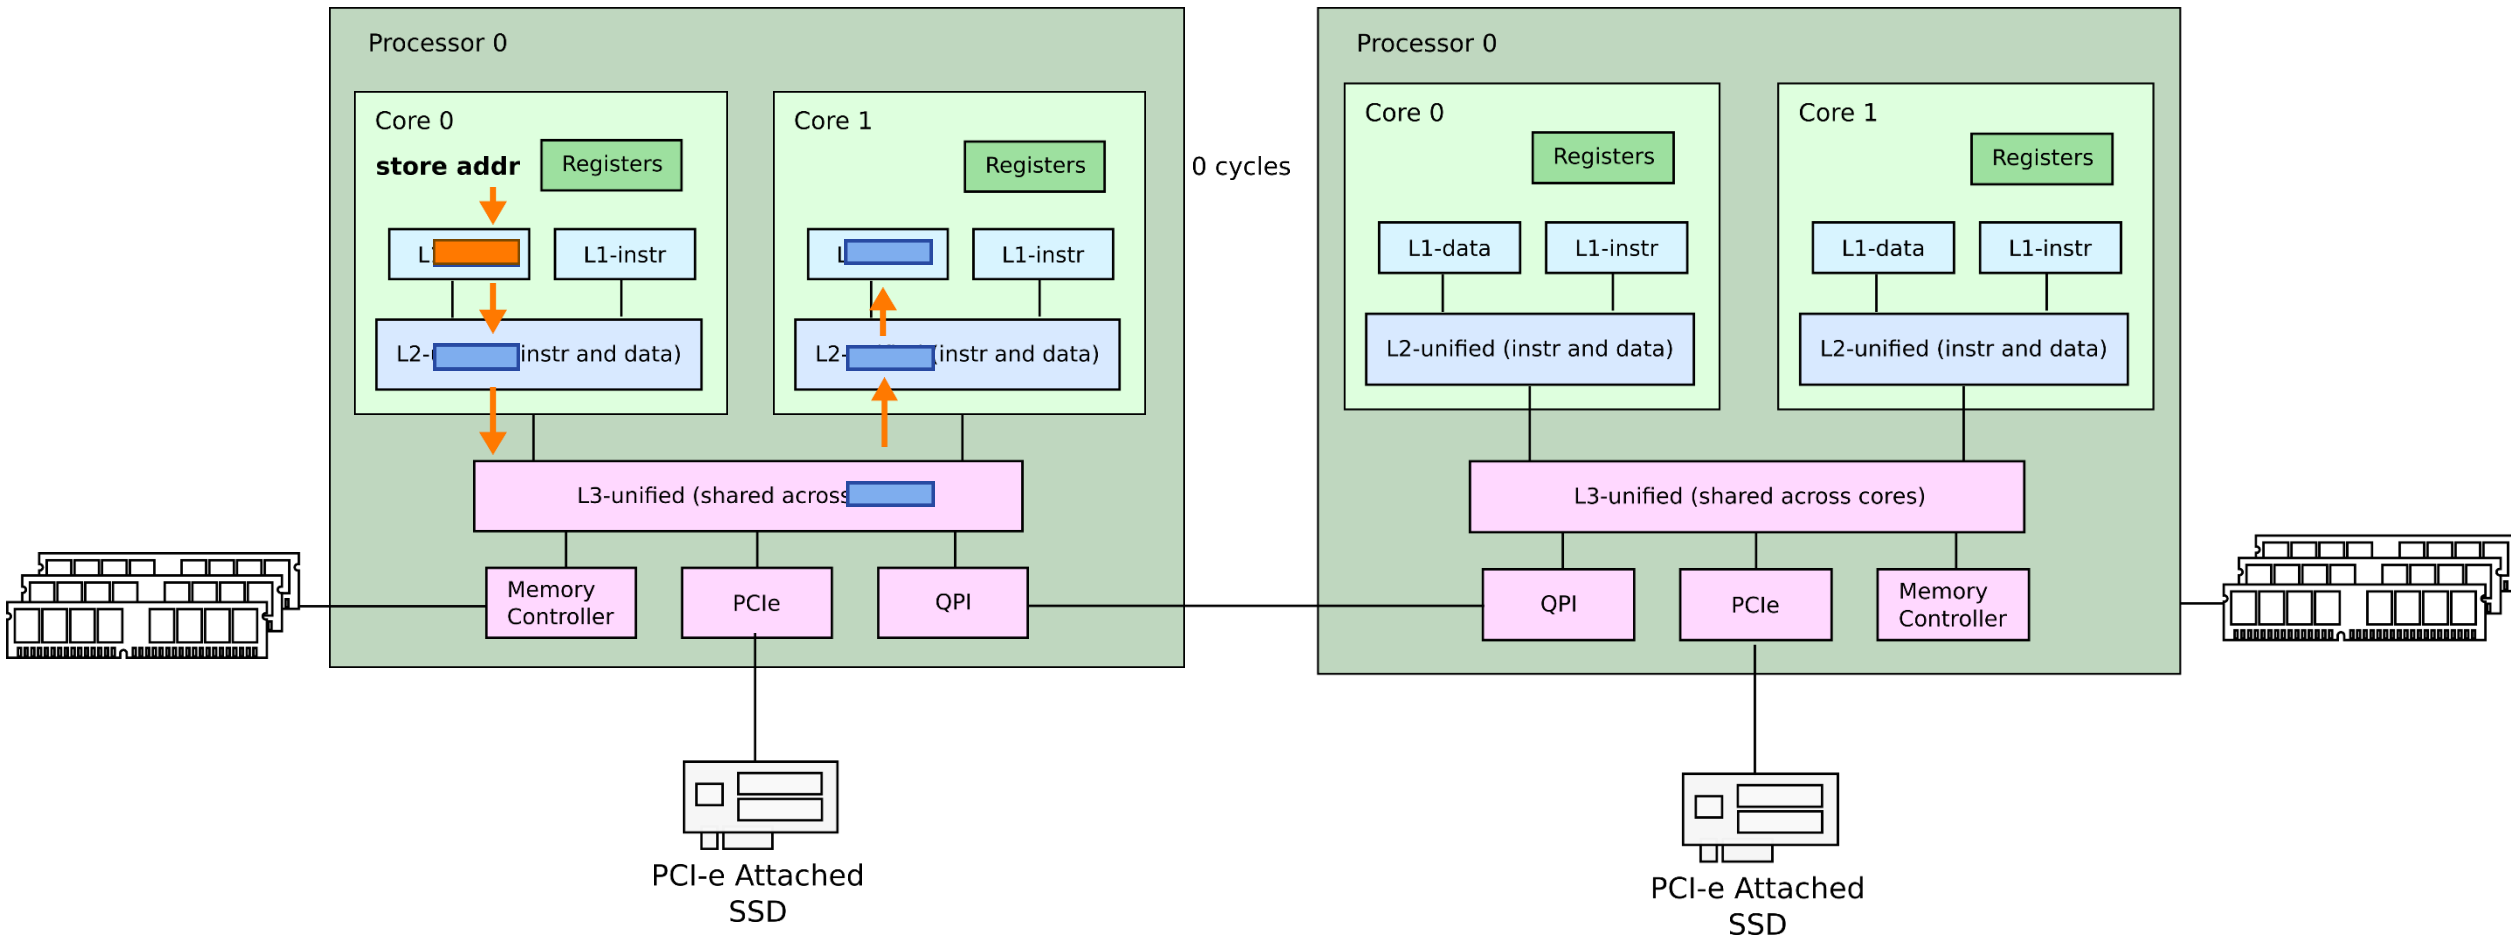 Processor 0
Core 0
store addr
Registers
L1-instr
L2- instr and data)
Core 1
Registers
L1-instr
L2- (instr and data)
L3-unified (shared across
Memory
Controller
PCIe
QPI
PCI-e Attached
SSD
0 cycles
Processor 0
Core 0
Registers
L1-data
L1-instr
L2-unified (instr and data)
Core 1
Registers
L1-data
L1-instr
L2-unified (instr and data)
L3-unified (shared across cores)
QPI
PCIe
Memory
Controller
PCI-e Attached
SSD